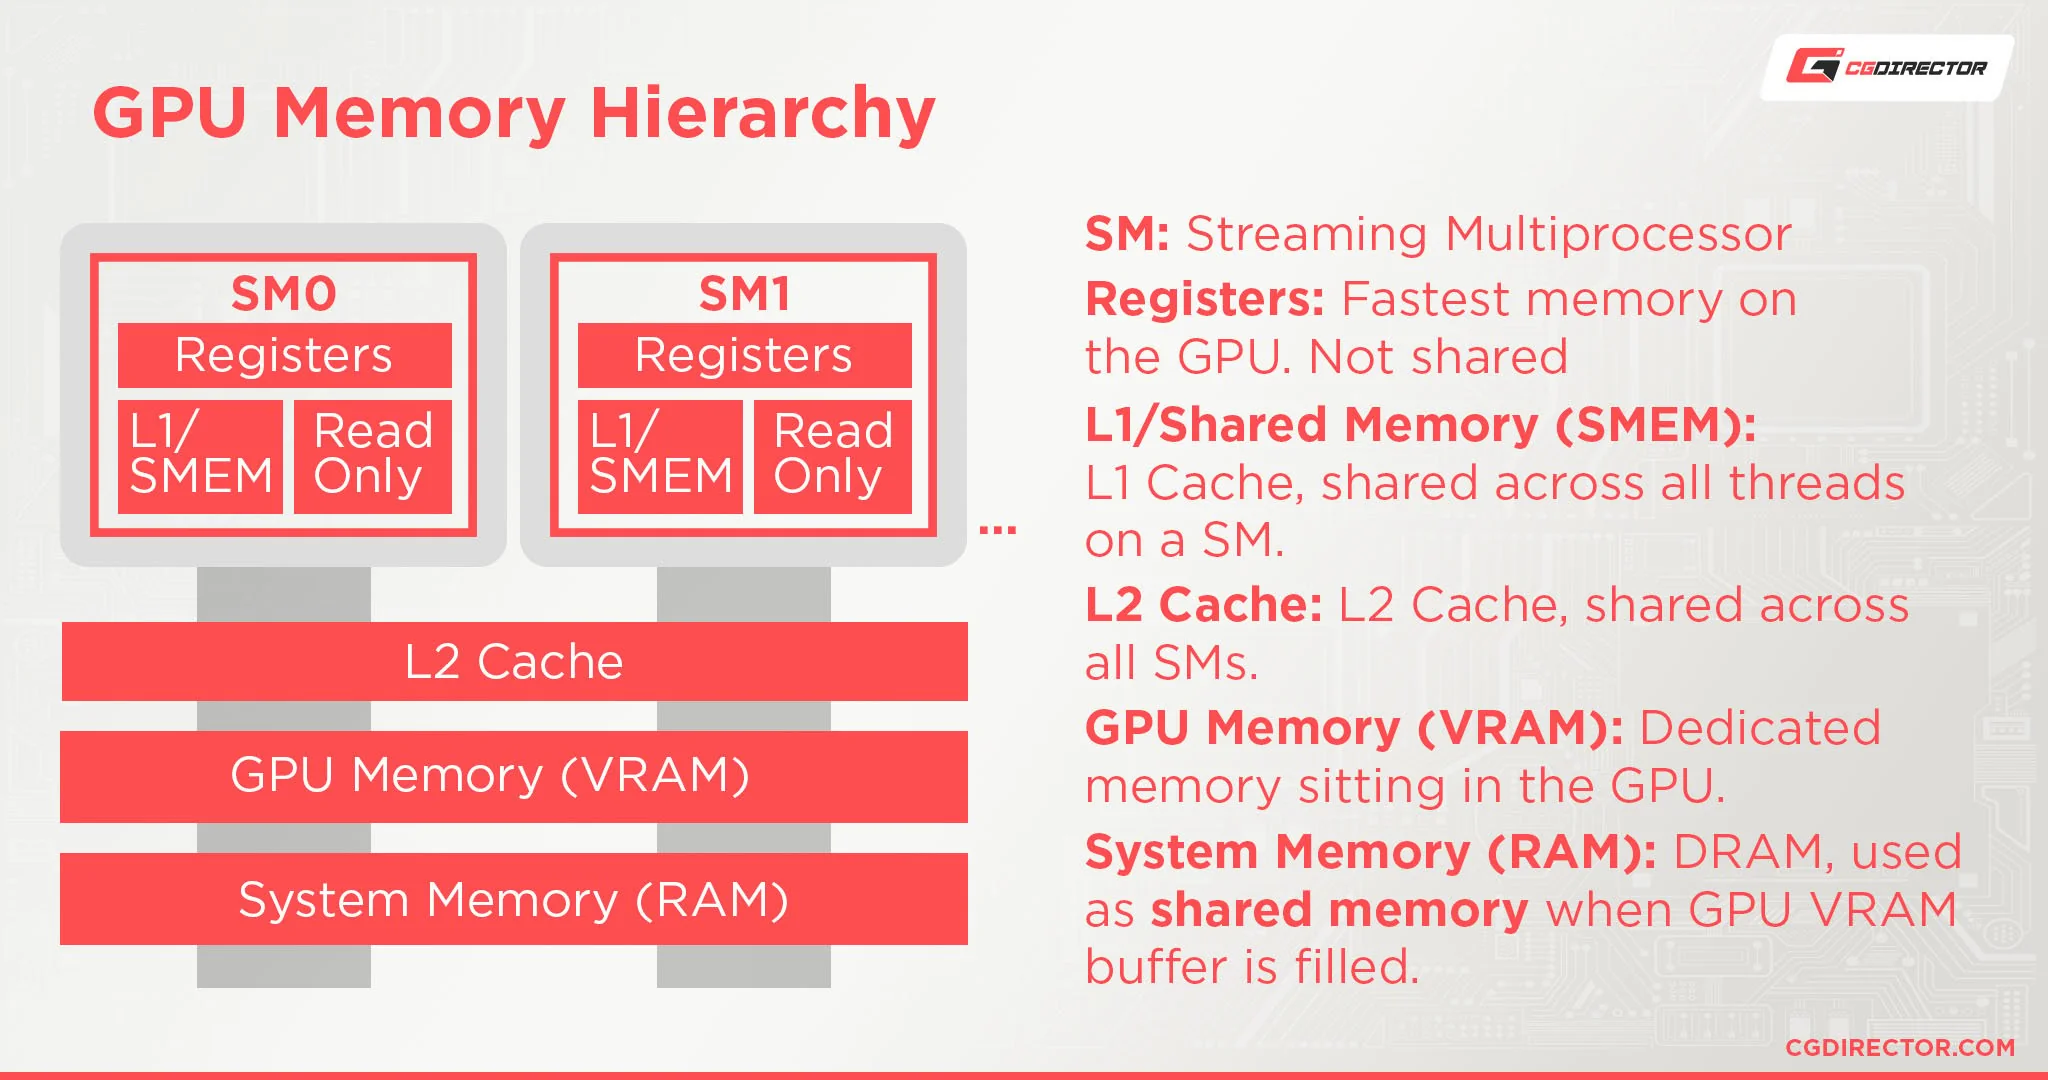 CGDIRECTOR
GPU Memory Hierarchy
SM0
Registers
L1/
SMEM
Read
Only
SM1
Registers
L1/
SMEM
Read
Only
...
L2 Cache
GPU Memory (VRAM)
System Memory (RAM)
SM: Streaming Multiprocessor
Registers: Fastest memory on
the GPU. Not shared
L1/Shared Memory (SMEM):
L1 Cache, shared across all threads
on a SM.
L2 Cache: L2 Cache, shared across
all SMs.
GPU Memory (VRAM): Dedicated
memory sitting in the GPU.
System Memory (RAM): DRAM, used
as shared memory when GPU VRAM
buffer is filled.
CGDIRECTOR.COM